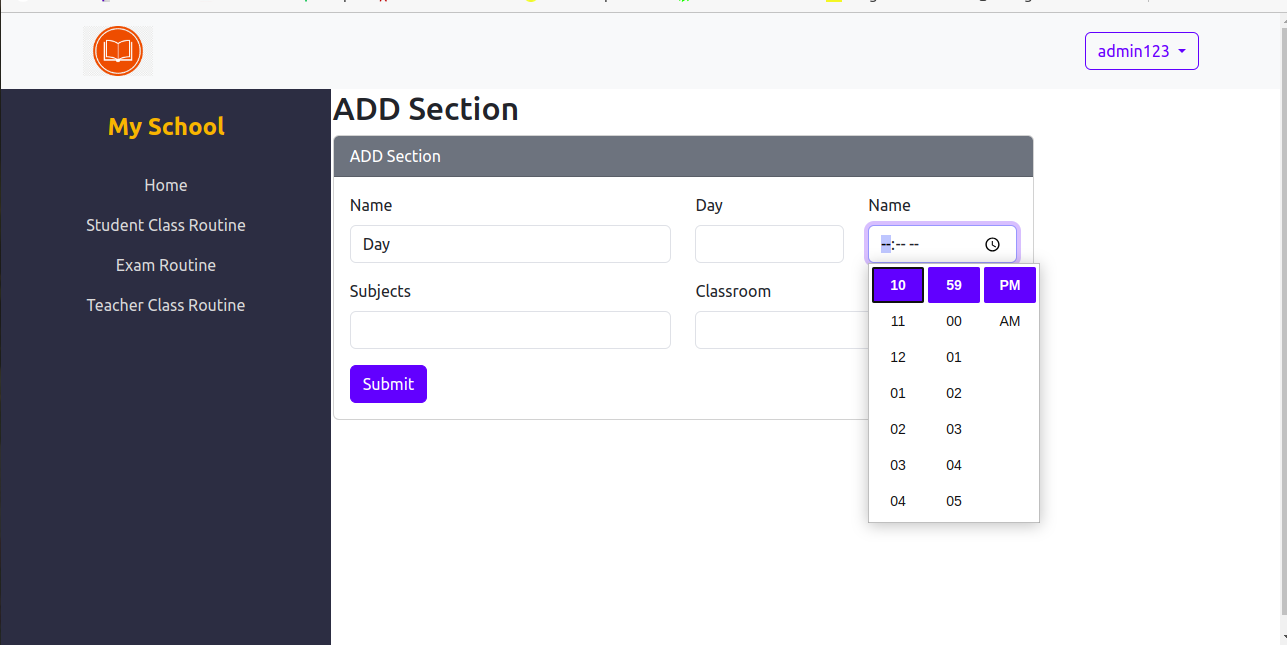 admin123
My School
Home
Student Class Routine
Exam Routine
Teacher Class Routine
ADD Section
ADD Section
Name Day Name
Day --:-- --
Subjects Classroom
Submit
10 59 PM
11 00 AM
12 01
01 02
02 03
03 04
04 05